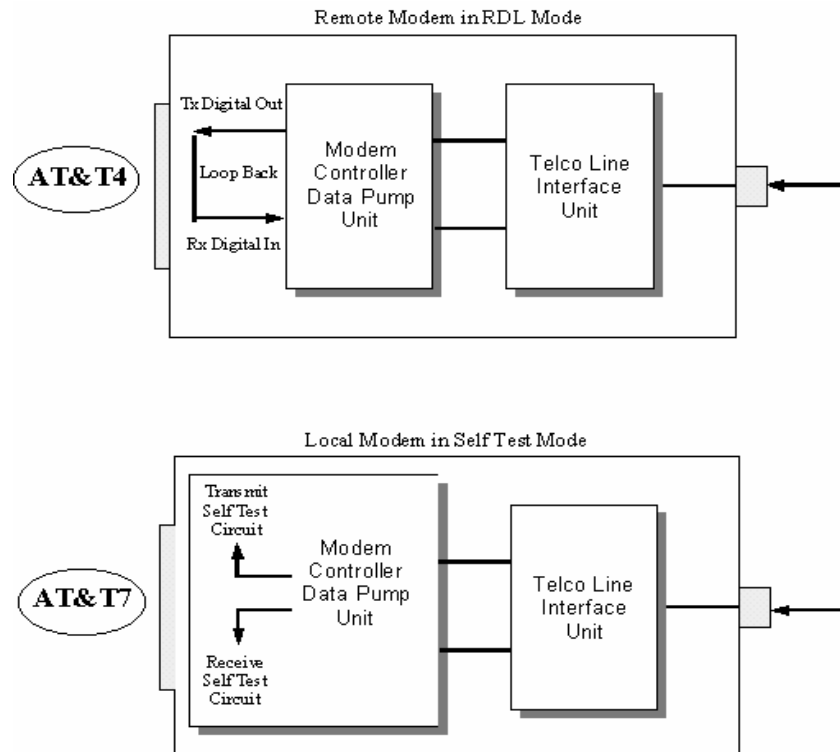 Remote Modem in RDL Mode
Tx Digital Out
AT&T4
Loop Back
Rx Digital In
Modem
Controller
Data Pump
Unit
Telco Line
Interface
Unit
Local Modem in Self Test Mode
Transmit
Self Test
Circuit
AT&T7
Receive
Self Test
Circuit
Modem
Controller
Data Pump
Unit
Telco Line
Interface
Unit